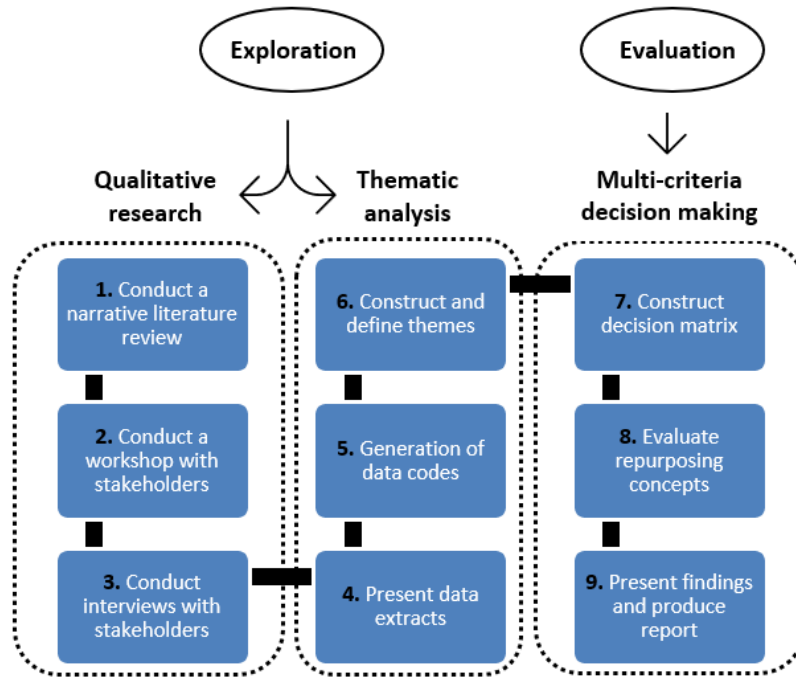 Exploration
Evaluation
Qualitative
research
Thematic
analysis
Multi-criteria
decision making
1. Conduct a
narrative literature
review
2. Conduct a
workshop with
stakeholders
3. Conduct
interviews with
stakeholders
6. Construct and
define themes
5. Generation of
data codes
4. Present data
extracts
7. Construct
decision matrix
8. Evaluate
repurposing
concepts
9. Present findings
and produce
report